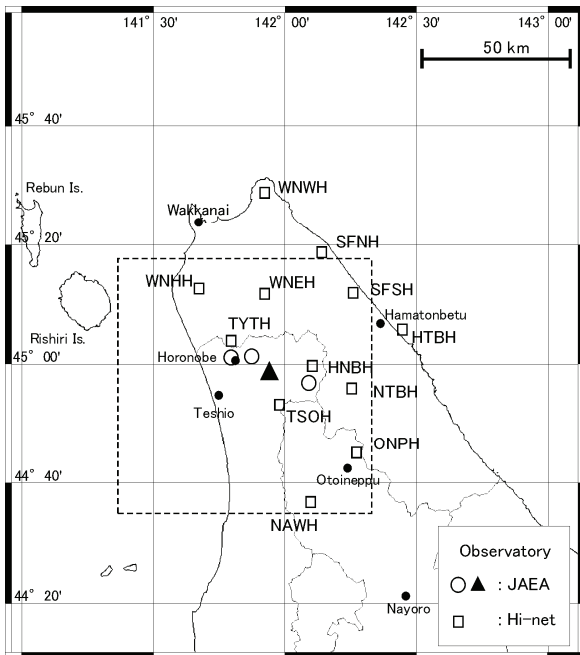 141° 30'
142° 00'
142° 30'
143° 00'
50 km
45° 40'
Rebun Is.
WNWH
Wakkanai
45° 20'
SFNH
WNHH
WNEH
SFSH
Hamatonbetu
TYTH
HTBH
Rishiri Is.
45° 00'
Horonobe
HNBH
NTBH
Teshio
TSOH
ONPH
44° 40'
Otoineppu
NAWH
Observatory
: JAEA
44° 20'
Nayoro
: Hi-net